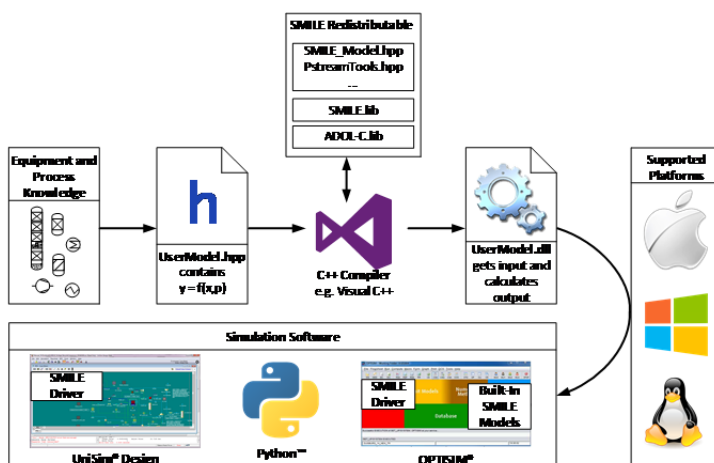 SMILE Redistributable
SMILE_Model.hpp
PstreamTools.hpp
...
SMILE.lib
ADOL-C.lib
Equipment and
Process
Knowledge
h
UserModel.hpp
contains
y = f(x,p)
C++ Compiler
e.g. Visual C++
UserModel.dll
gets input and
calculates
output
Supported
Platforms
Simulation Software
SMILE
Driver
UniSim® Design
Python™
SMILE
Driver
Database
Built-In
SMILE
Models
OPTISIM®